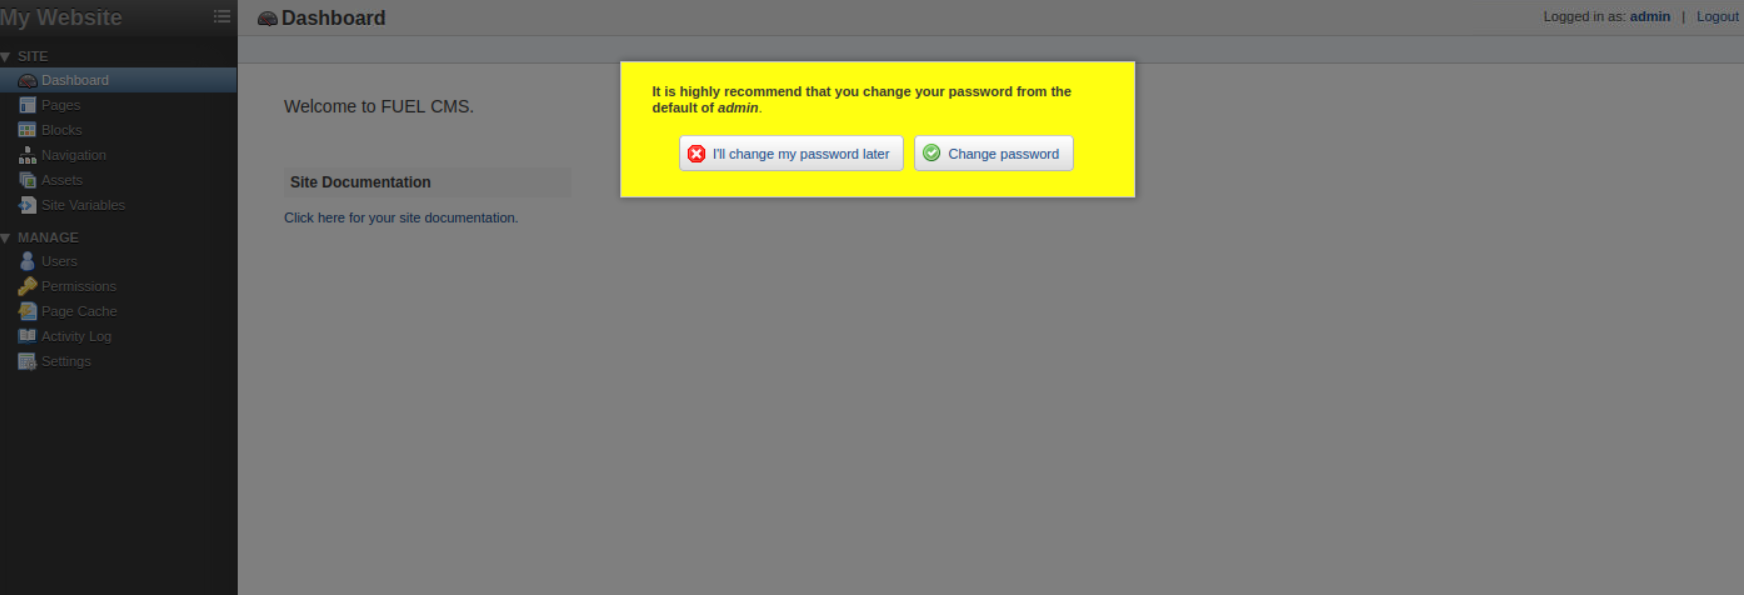 My Website
Dashboard
Logged in as: admin | Logout
SITE
Dashboard
Pages
Blocks
Navigation
Assets
Site Variables
MANAGE
Users
Permissions
Page Cache
Activity Log
Settings
Welcome to FUEL CMS.
Site Documentation
Click here for your site documentation.
It is highly recommend that you change your password from the
default of admin.
I'll change my password later
Change password